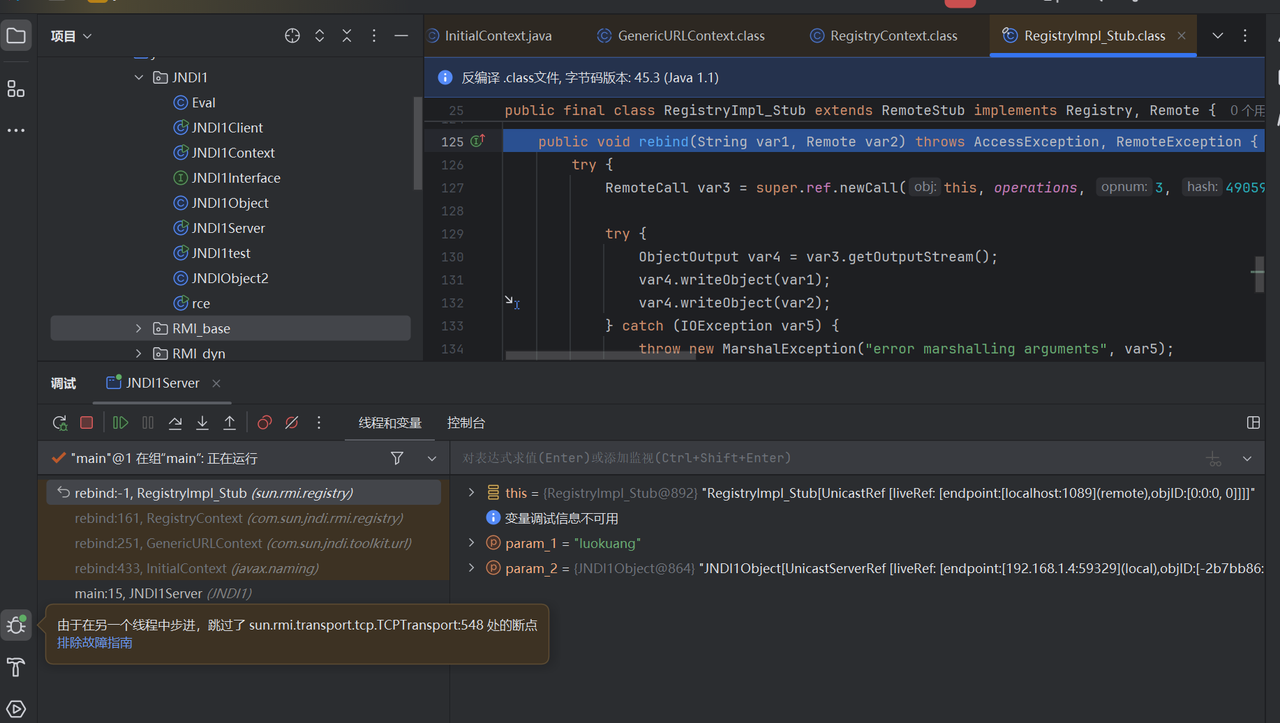 项目
InitialContext.java
GenericURLContext.class
RegistryContext.class
RegistryImpl_Stub.class
反编译 .class文件, 字节码版本: 45.3 (Java 1.1)
JNDI1
Eval
JNDI1Client
JNDI1Context
JNDI1Interface
JNDI1Object
JNDI1Server
JNDI1test
JNDIObject2
rce
RMI_base
RMI_dyn
25 public final class RegistryImpl_Stub extends RemoteStub implements Registry, Remote { 0个用
125 public void rebind(String var1, Remote var2) throws AccessException, RemoteException {
126 try {
127 RemoteCall var3 = super.ref.newCall( obj: this, operations, opnum: 3, hash: 49059
128
129 try {
130 ObjectOutput var4 = var3.getOutputStream();
131 var4.writeObject(var1);
132 var4.writeObject(var2);
133 } catch (IOException var5) {
134 throw new MarshalException("error marshalling arguments", var5);
调试
JNDI1Server
线程和变量
控制台
"main"@1 在组"main": 正在运行
对表达式求值(Enter)或添加监视(Ctrl+Shift+Enter)
rebind:-1, RegistryImpl_Stub (sun.rmi.registry)
rebind:161, RegistryContext (com.sun.jndi.rmi.registry)
rebind:251, GenericURLContext (com.sun.jndi.toolkit.url)
rebind:433, InitialContext (javax.naming)
main:15, JNDI1Server (JNDI1)
this = {RegistryImpl_Stub@892} "RegistryImpl_Stub[UnicastRef [liveRef: [endpoint:[localhost:1089](remote),objID:[0:0:0, 0]]]]"
变量调试信息不可用
param_1 = "luokuang"
param_2 = {JNDI1Object@864} "JNDI1Object[UnicastServerRef [liveRef: [endpoint:[192.168.1.4:59329](local),objID:[-2b7bb86:
由于在另一个线程中步进，跳过了 sun.rmi.transport.tcp.TCPTransport:548 处的断点
排除故障指南